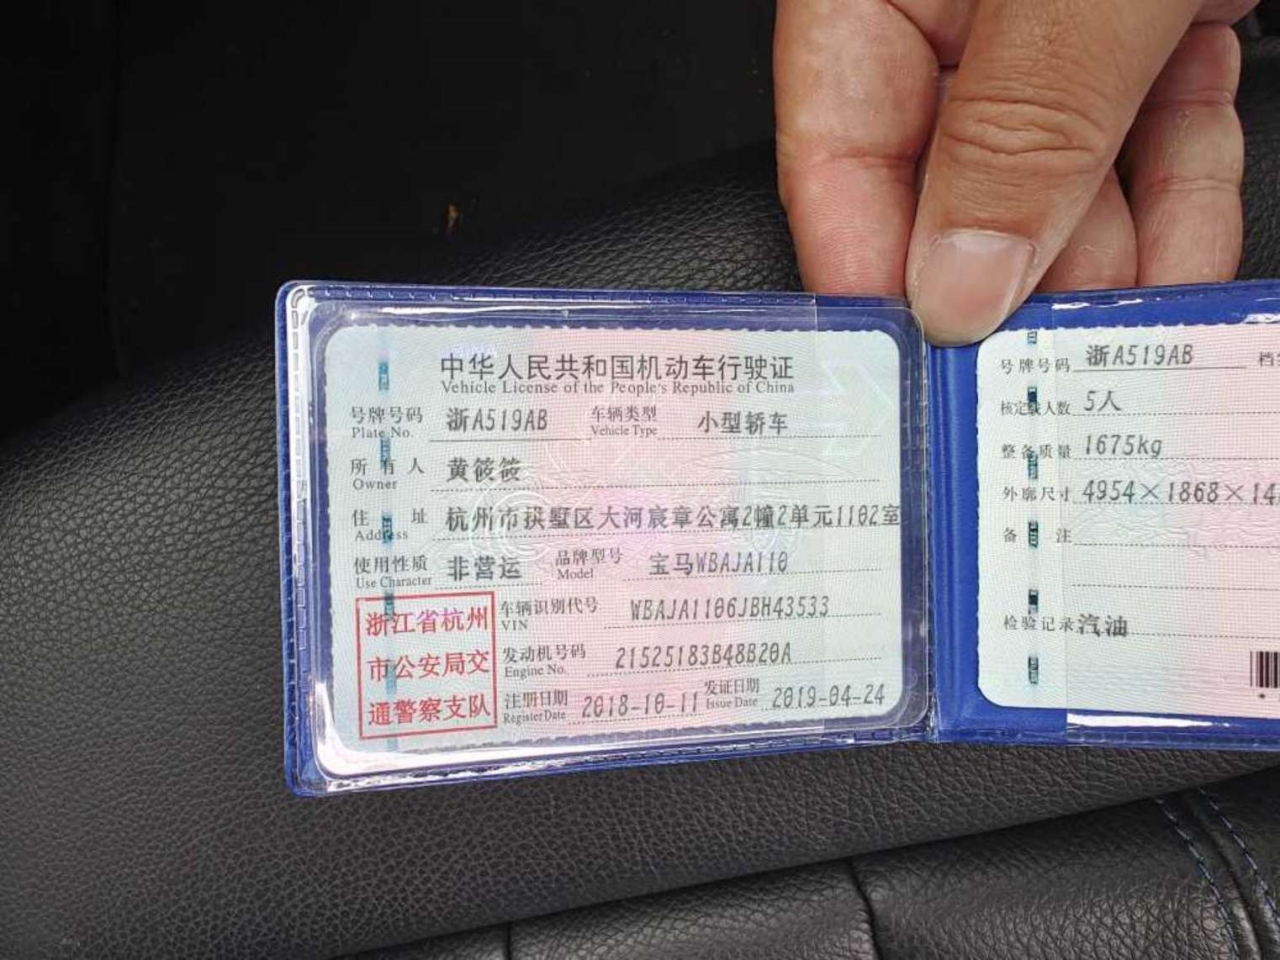 中华人民共和国机动车行驶证
Vehicle License of the People's Republic of China
号牌号码 浙A519AB 车辆类型 小型轿车
Plate No. Vehicle Type
所有人 黄筱筱
Owner
住址 杭州市拱墅区大河宸章公寓2幢2单元1102室
Address
使用性质 非营运 品牌型号 宝马WBAJA110
Use Character Model
浙江省杭州
市公安局交
通警察支队
车辆识别代号 WBAJA1106JBH43533
VIN
发动机号码 21525183B48B20A
Engine No.
注册日期 2018-10-11 发证日期 2019-04-24
Register Date Issue Date
号牌号码 浙A519AB 档
核定载人数 5人
整备质量 1675kg
外廓尺寸 4954×1868×14
备注
检验记录 汽油